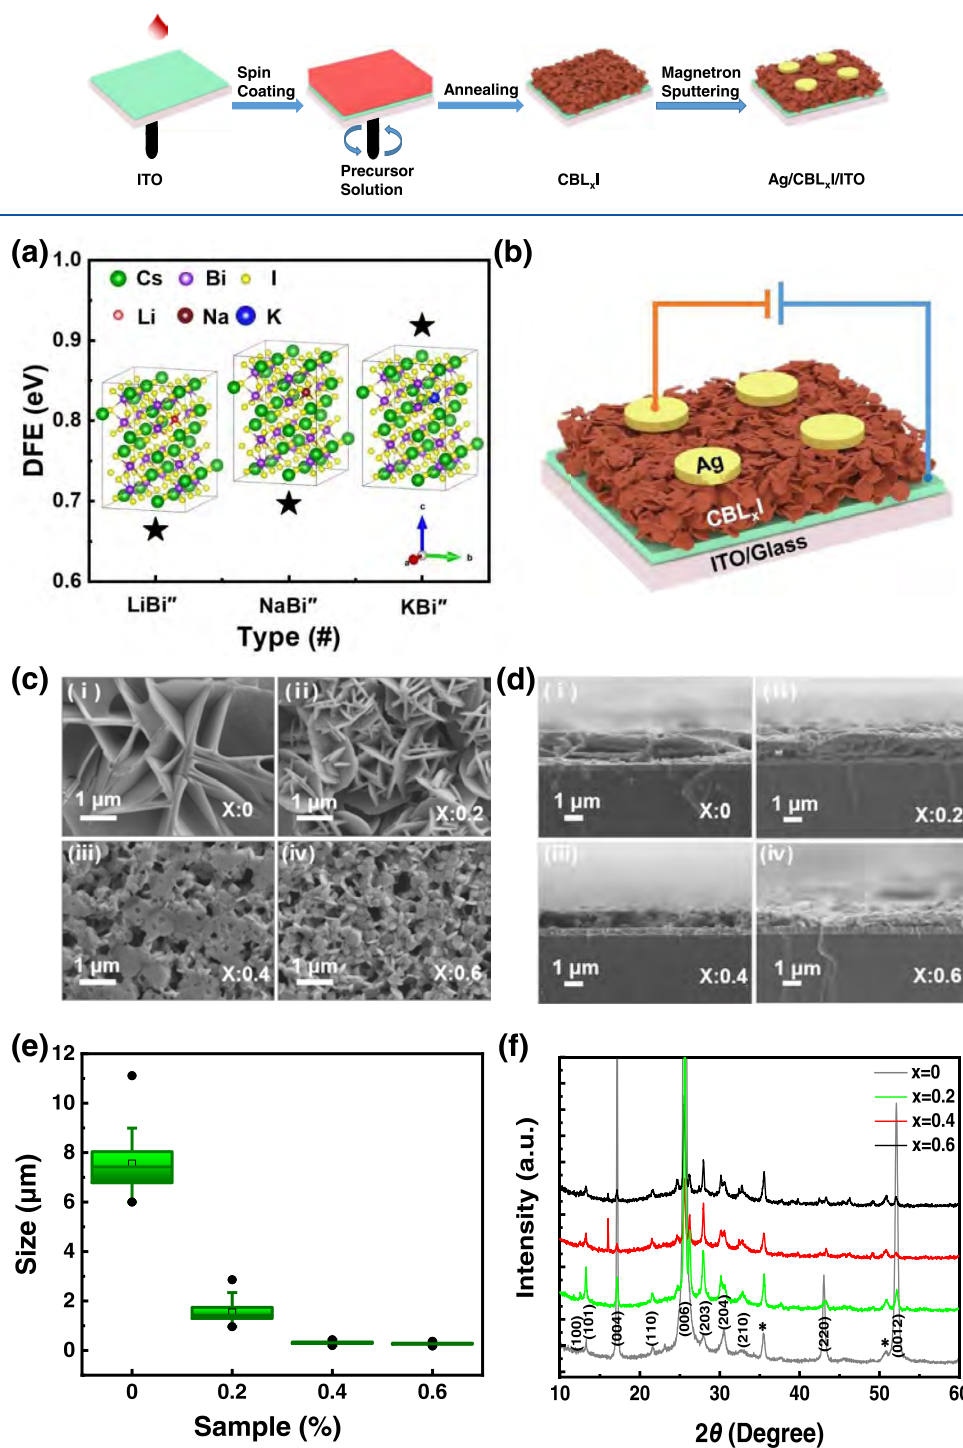 Spin
Coating
Annealing
Magnetron
Sputtering
ITO
Precursor
Solution
CBLₓI
Ag/CBLₓI/ITO
(a)
1.0
0.9
0.8
0.7
0.6
DFE (eV)
Cs Bi I
Li Na K
c
a
b
LiBi″ NaBi″ KBi″
Type (#)
(b)
Ag
CBLₓI
ITO/Glass
(c)
(i)
1 μm
X:0
(ii)
1 μm
X:0.2
(iii)
1 μm
X:0.4
(iv)
1 μm
X:0.6
(d)
(i)
1 μm
X:0
(ii)
1 μm
X:0.2
(iii)
1 μm
X:0.4
(iv)
1 μm
X:0.6
(e)
12
10
8
6
4
2
0
Size (μm)
0 0.2 0.4 0.6
Sample (%)
(f)
x=0
x=0.2
x=0.4
x=0.6
Intensity (a.u.)
(100)
(101)
(004)
(110)
(006)
(203)
(204)
(210)
*
(220)
*
(0012)
10 20 30 40 50 60
2θ (Degree)